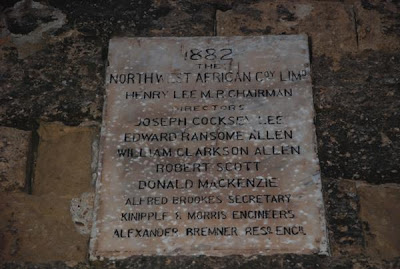 1882
THE
NORTH WEST AFRICAN COY LIMD
HENRY LEE M.P. CHAIRMAN
DIRECTORS
JOSEPH COCKSEY LEE
EDWARD RANSOME ALLEN
WILLIAM CLARKSON ALLEN
ROBERT SCOTT
DONALD MACKENZIE
ALFRED BROOKES SECRETARY
KINIPPLE & MORRIS ENGINEERS
ALEXANDER BREMNER RES. ENGR.